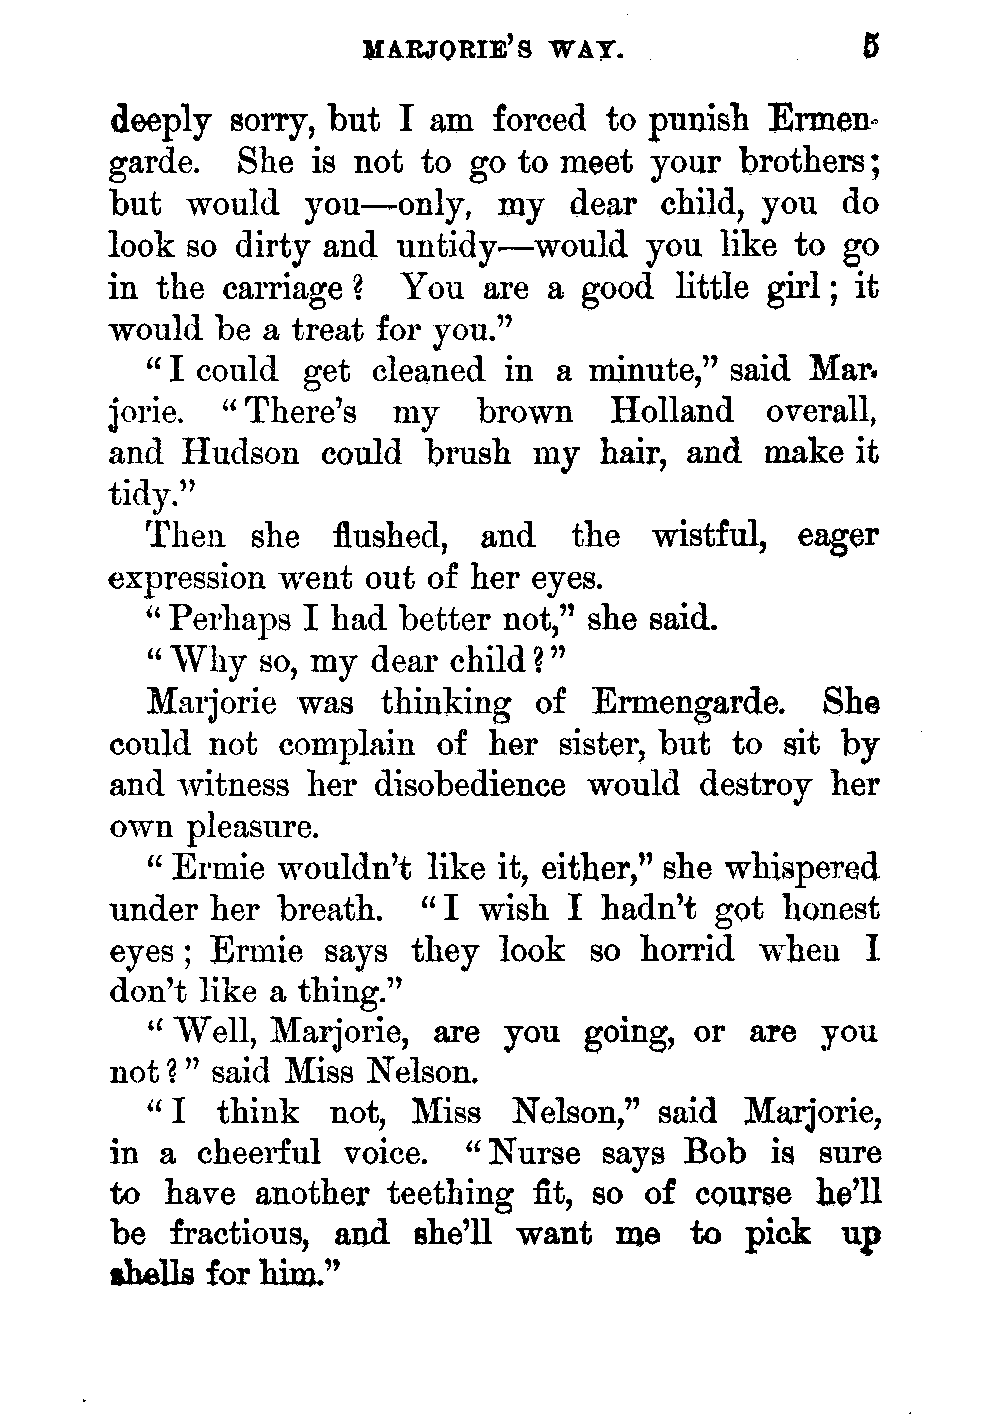 MARJORIE'S WAY. 5
deeply sorry, but I am forced to punish Ermen-
garde. She is not to go to meet your brothers;
but would you—only, my dear child, you do
look so dirty and untidy—would you like to go
in the carriage? You are a good little girl; it
would be a treat for you."
"I could get cleaned in a minute," said Mar-
jorie. "There's my brown Holland overall,
and Hudson could brush my hair, and make it
tidy."
Then she flushed, and the wistful, eager
expression went out of her eyes.
"Perhaps I had better not," she said.
"Why so, my dear child?"
Marjorie was thinking of Ermengarde. She
could not complain of her sister, but to sit by
and witness her disobedience would destroy her
own pleasure.
"Ermie wouldn't like it, either," she whispered
under her breath. "I wish I hadn't got honest
eyes; Ermie says they look so horrid when I
don't like a thing."
"Well, Marjorie, are you going, or are you
not?" said Miss Nelson.
"I think not, Miss Nelson," said Marjorie,
in a cheerful voice. "Nurse says Bob is sure
to have another teething fit, so of course he'll
be fractious, and she'll want me to pick up
shells for him."